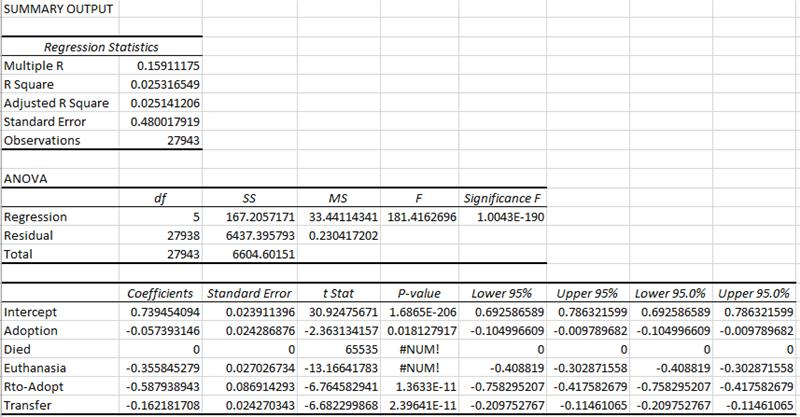 SUMMARY OUTPUT
Regression Statistics
Multiple R 0.15911175
R Square 0.025316549
Adjusted R Square 0.025141206
Standard Error 0.480017919
Observations 27943
ANOVA
df SS MS F Significance F
Regression 5 167.2057171 33.44114341 181.4162696 1.0043E-190
Residual 27938 6437.395793 0.230417202
Total 27943 6604.60151
Coefficients Standard Error t Stat P-value Lower 95% Upper 95% Lower 95.0% Upper 95.0%
Intercept 0.739454094 0.023911396 30.92475671 1.6865E-206 0.692586589 0.786321599 0.692586589 0.786321599
Adoption -0.057393146 0.024286876 -2.363134157 0.018127917 -0.104996609 -0.009789682 -0.104996609 -0.009789682
Died 0 0 65535 #NUM! 0 0 0 0
Euthanasia -0.355845279 0.027026734 -13.16641783 #NUM! -0.408819 -0.302871558 -0.408819 -0.302871558
Rto-Adopt -0.587938943 0.086914293 -6.764582941 1.3633E-11 -0.758295207 -0.417582679 -0.758295207 -0.417582679
Transfer -0.162181708 0.024270343 -6.682299868 2.39641E-11 -0.209752767 -0.11461065 -0.209752767 -0.11461065